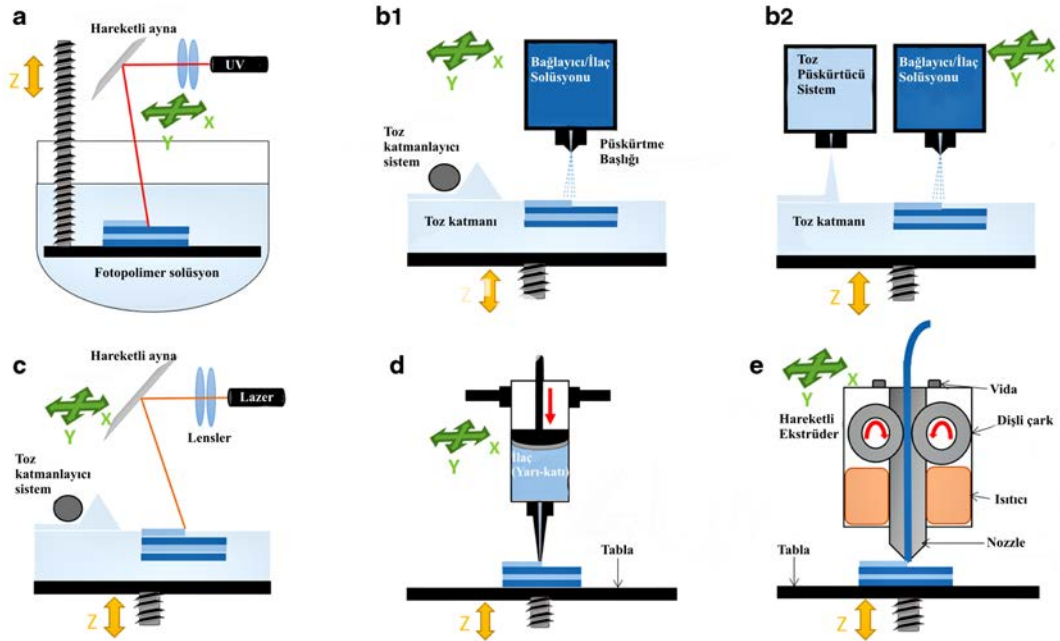 a
Hareketli ayna
UV
Z
X
Y
Fotopolimer solüsyon
b1
X
Y
Bağlayıcı/İlaç
Solüsyonu
Toz
katmanlayıcı
sistem
Püskürtme
Başlığı
Toz katmanı
Z
b2
Toz
Püskürtücü
Sistem
Bağlayıcı/İlaç
Solüsyonu
X
Y
Toz katmanı
Z
c
Hareketli ayna
X
Y
Lazer
Lensler
Toz
katmanlayıcı
sistem
Z
d
X
Y
İlaç
(Yarı-katı)
Tabla
Z
e
X
Y
Hareketli
Ekstrüder
Vida
Dişli çark
Isıtıcı
Nozzle
Tabla
Z